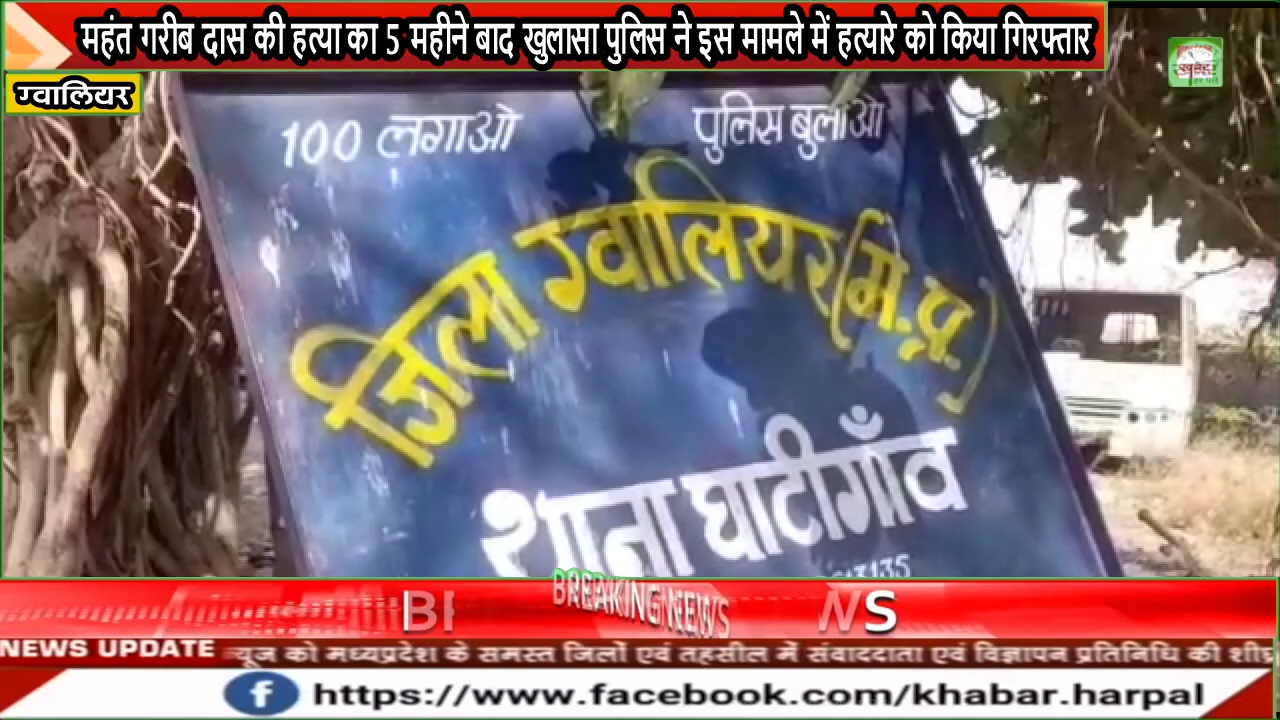 महंत गरीब दास की हत्या का 5 महीने बाद खुलासा पुलिस ने इस मामले में हत्यारे को किया गिरफ्तार
ग्वालियर
100 लगाओ पुलिस बुलाओ
जिला ग्वालियर (म.प्र.)
थाना घाटीगाँव
BREAKING NEWS
NEWS UPDATE
को मध्यप्रदेश के समस्त जिलों एवं तहसील में संवाददाता एवं विज्ञापन प्रतिनिधि की
https://www.facebook.com/khabar.harpal